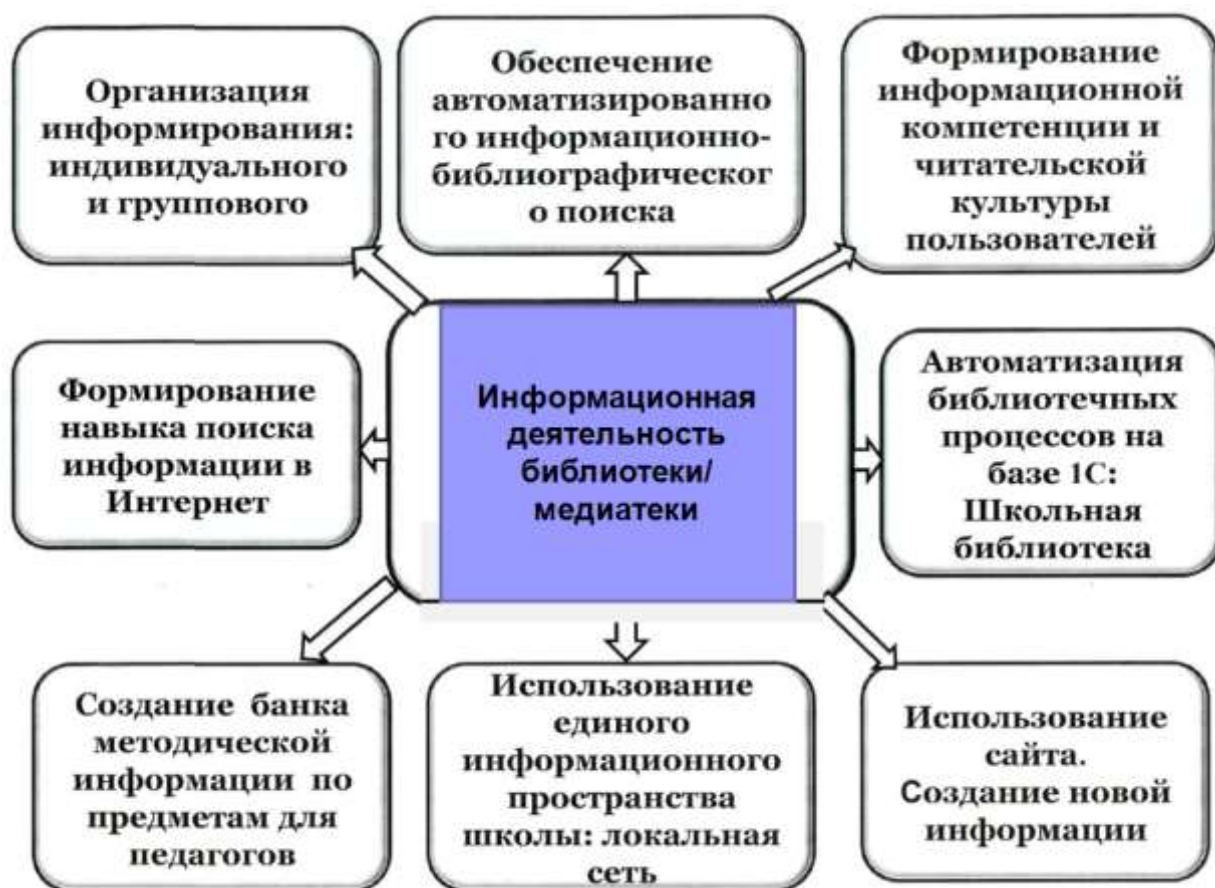 Организация
информирования:
индивидуального
и группового
Обеспечение
автоматизированно
го информационно-
библиографическог
о поиска
Формирование
информационной
компетенции и
читательской
культуры
пользователей
Формирование
навыка поиска
информации в
Интернет
Информационная
деятельность
библиотеки/
медиатеки
Автоматизация
библиотечных
процессов на
базе 1С:
Школьная
библиотека
Создание банка
методической
информации по
предметам для
педагогов
Использование
единого
информационного
пространства
школы: локальная
сеть
Использование
сайта.
Создание новой
информации